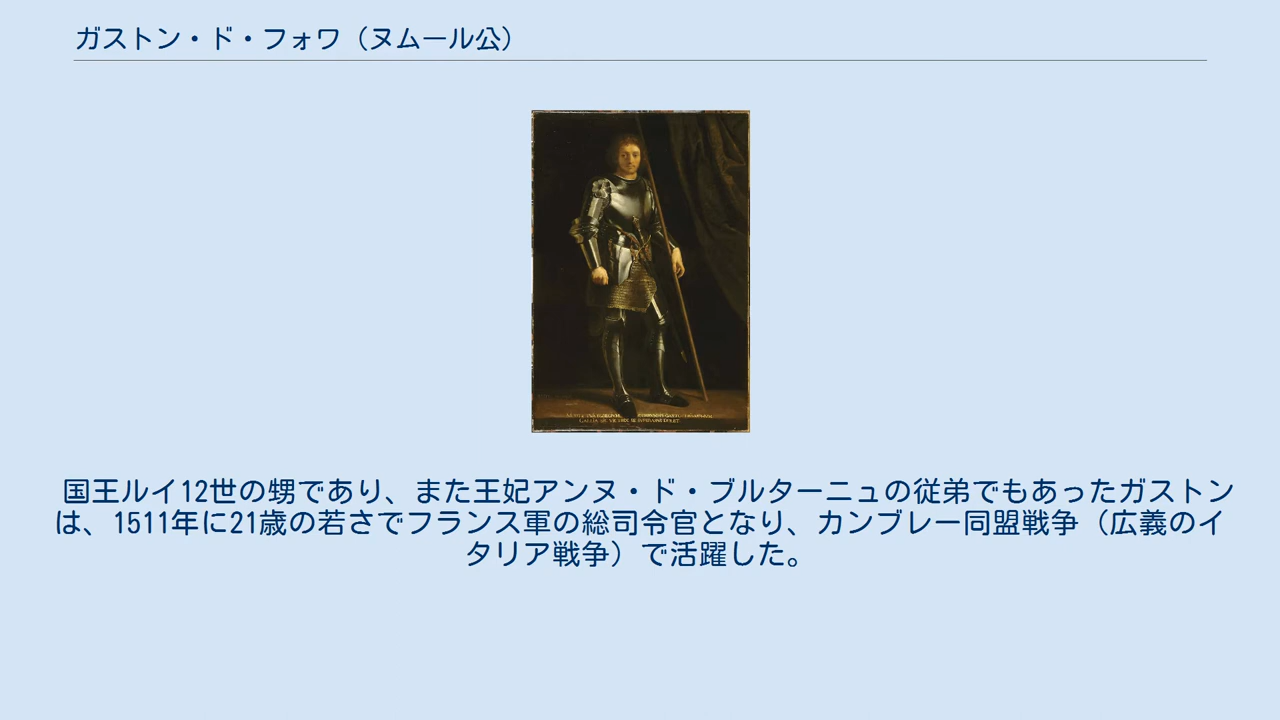 ガストン・ド・フォワ（ヌムール公）
国王ルイ12世の甥であり、また王妃アンヌ・ド・ブルターニュの従弟でもあったガストン
は、1511年に21歳の若さでフランス軍の総司令官となり、カンブレー同盟戦争（広義のイ
タリア戦争）で活躍した。